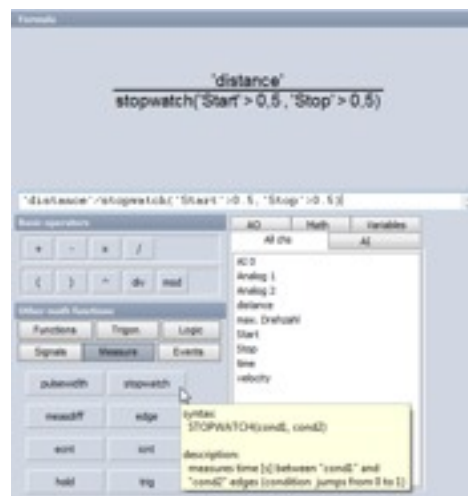 Formula
'distance'
stopwatch('Start' > 0,5 ,'Stop' > 0,5)
'distance'/stopwatch('Start'>0.5,'Stop'>0.5)
Basic operators
+ - x /
( ) ^ div mod
Other math functions
Functions Trigon. Logic
Signals Measure Events
pulsewidth stopwatch
measdiff edge
ecnt
hold trig
AO Math Variables
All chs AI
AI 0
Analog 1
Analog 2
distance
max. Drehzahl
Start
Stop
time
velocity
syntax:
STOPWATCH(cond1, cond2)
description:
measures time [s] between "cond1" and
"cond2" edges (condition jumps from 0 to 1)